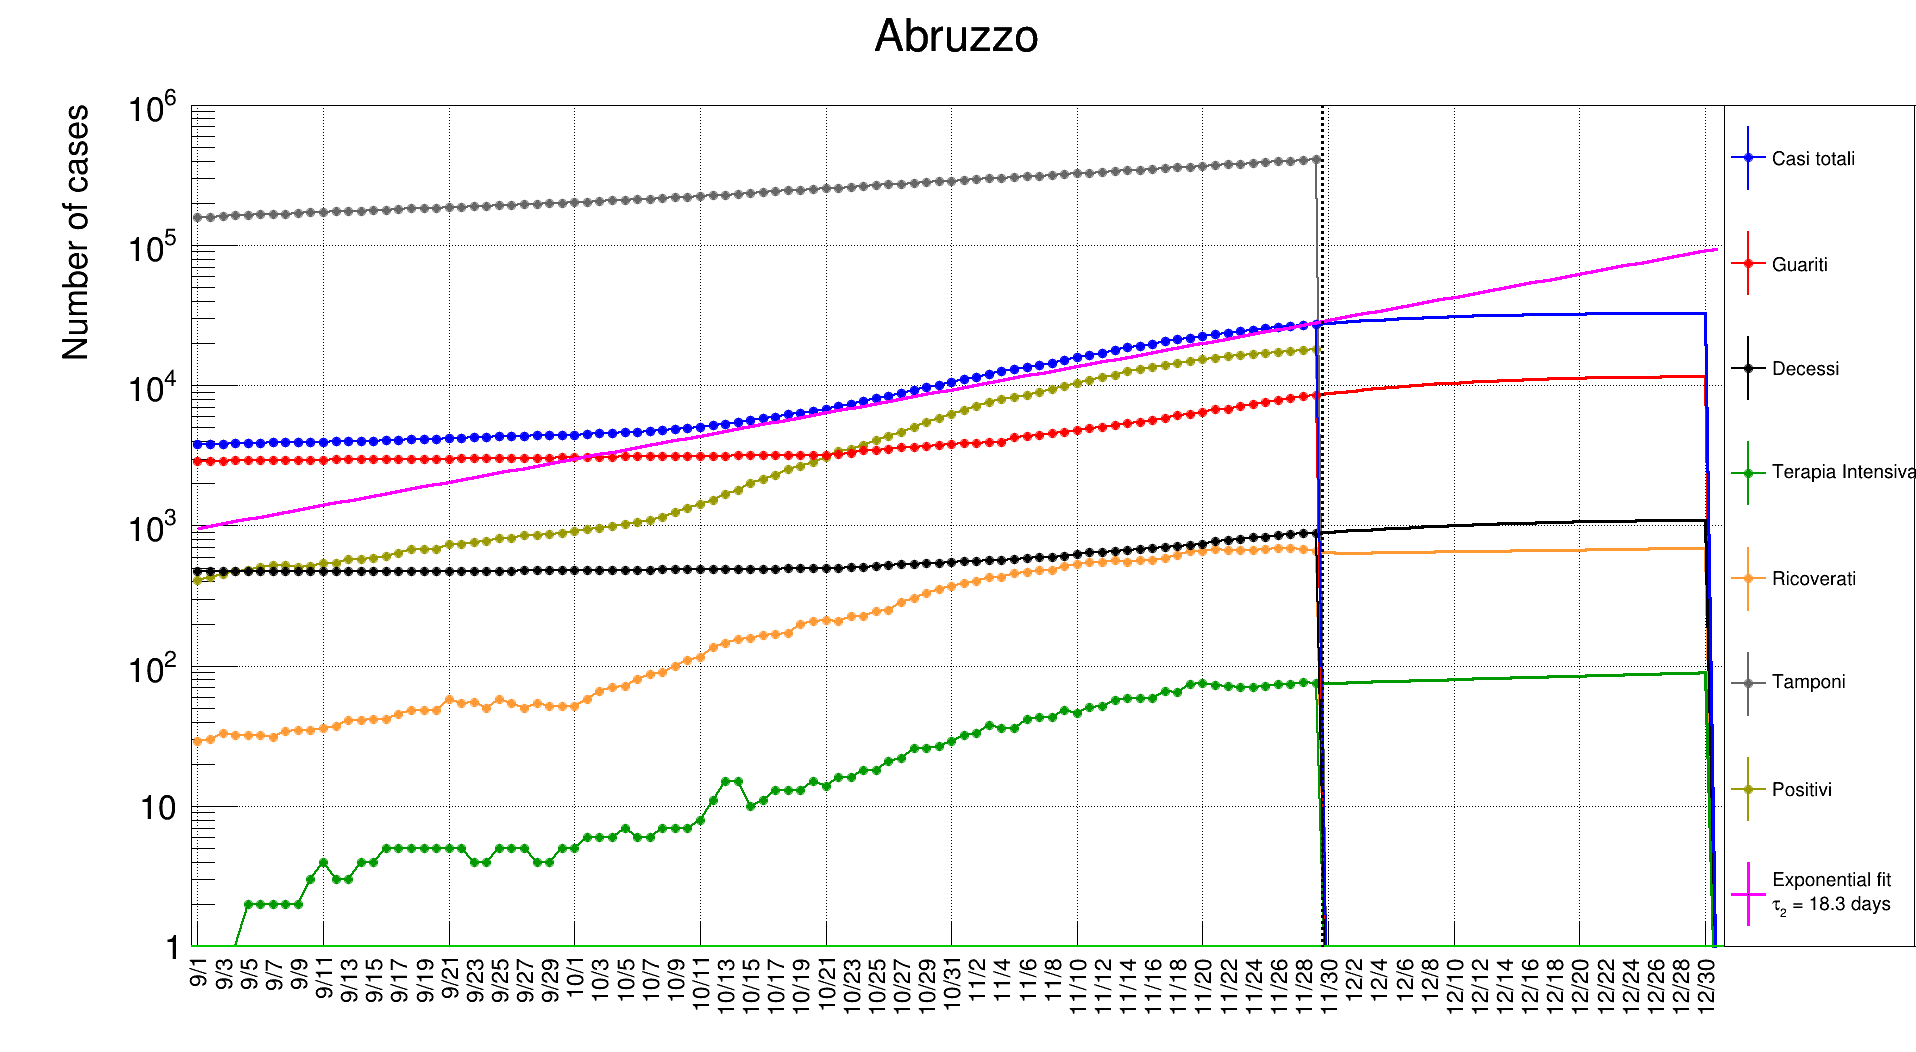 Abruzzo
Number of cases
10^6
10^5
10^4
10^3
10^2
10
1
9/1 9/3 9/5 9/7 9/9 9/11 9/13 9/15 9/17 9/19 9/21 9/23 9/25 9/27 9/29 10/1 10/3 10/5 10/7 10/9 10/11 10/13 10/15 10/17 10/19 10/21 10/23 10/25 10/27 10/29 10/31 11/2 11/4 11/6 11/8 11/10 11/12 11/14 11/16 11/18 11/20 11/22 11/24 11/26 11/28 11/30 12/2 12/4 12/6 12/8 12/10 12/12 12/14 12/16 12/18 12/20 12/22 12/24 12/26 12/28 12/30
Casi totali
Guariti
Decessi
Terapia Intensiva
Ricoverati
Tamponi
Positivi
Exponential fit
τ_2 = 18.3 days